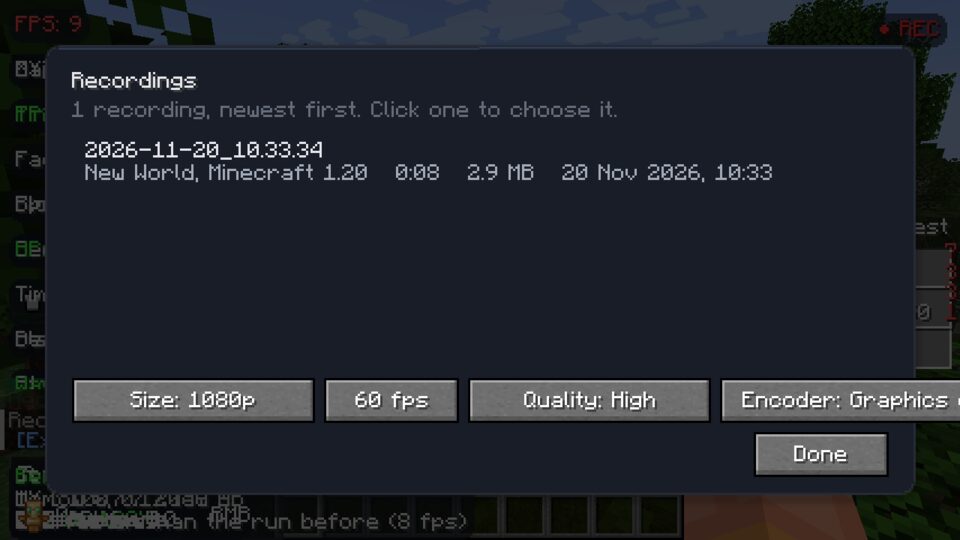 FPS: 9
REC
Recordings
1 recording, newest first. Click one to choose it.
2026-11-20_10.33.34
New World, Minecraft 1.20 0:08 2.9 MB 20 Nov 2026, 10:33
Size: 1080p
60 fps
Quality: High
Encoder: Graphics
Done
the run before (8 fps)